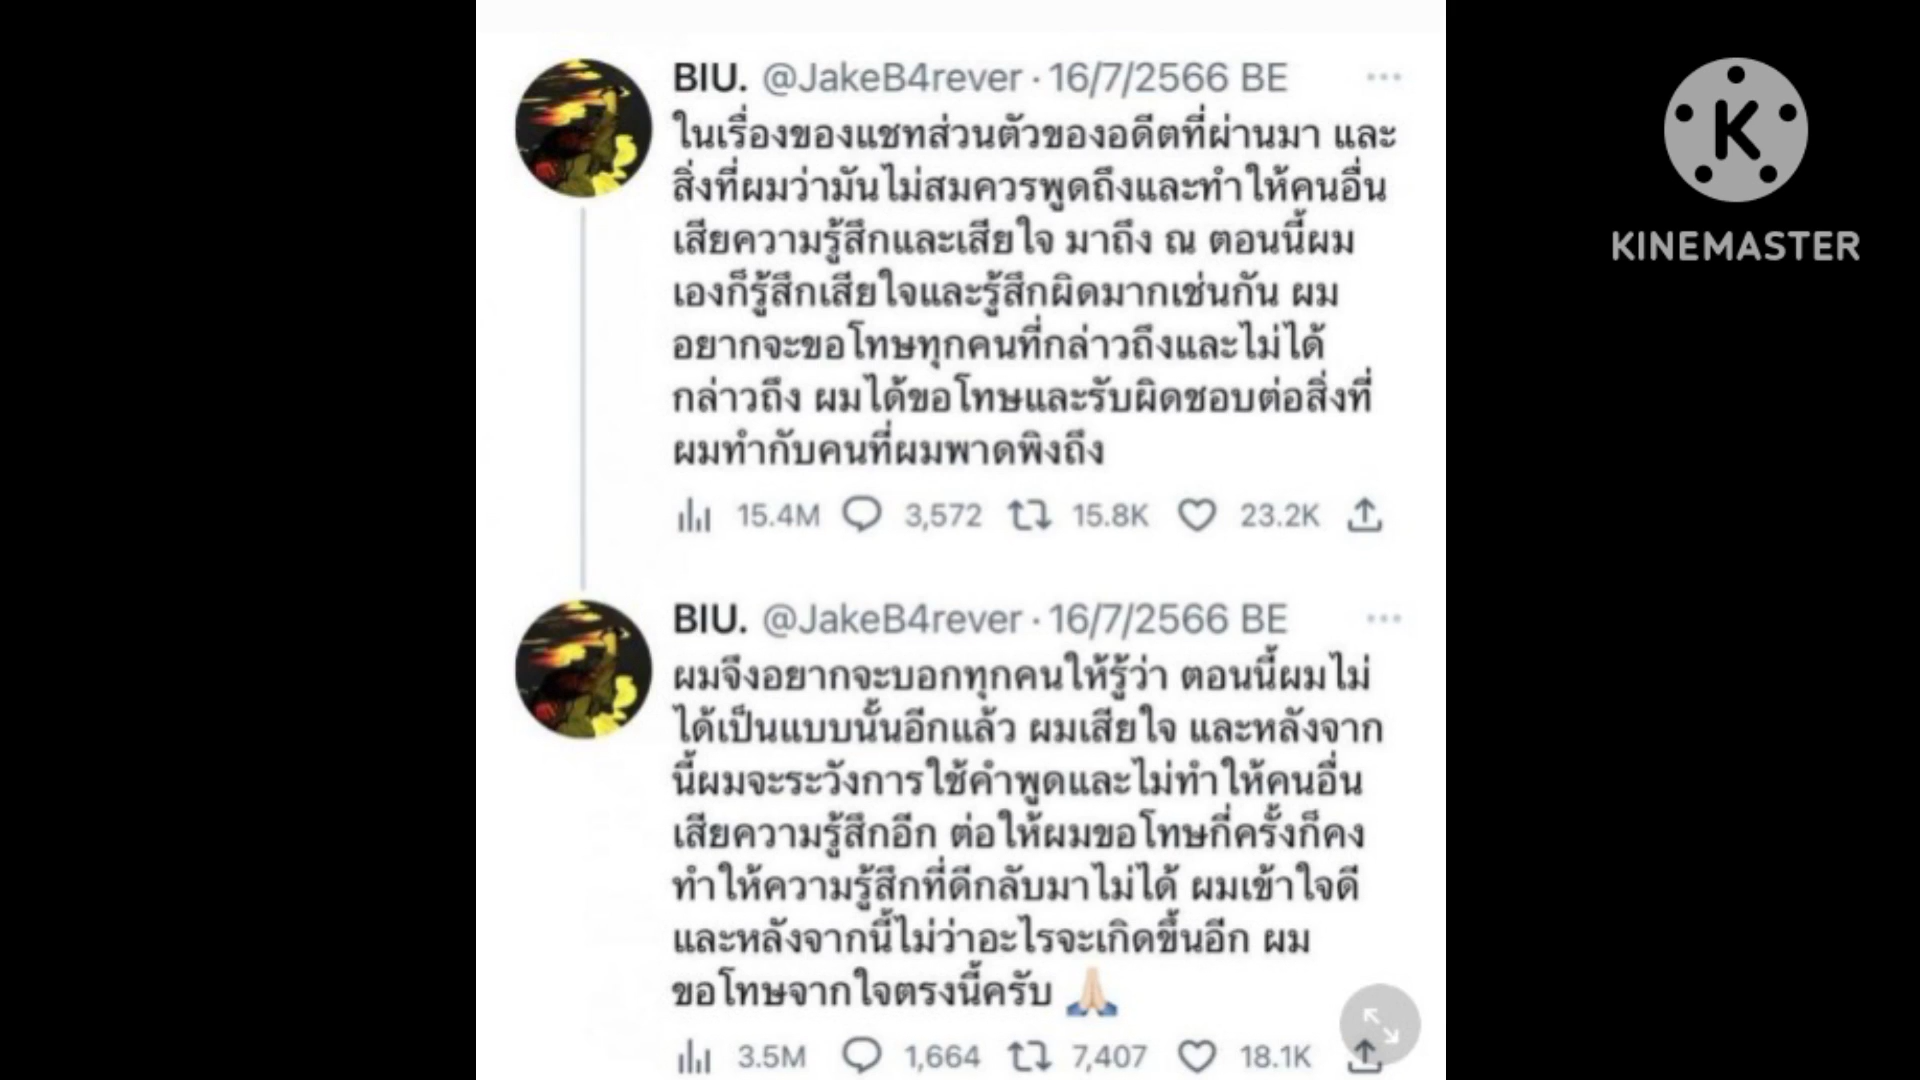 BIU. @JakeB4rever · 16/7/2566 BE
ในเรื่องของแชทส่วนตัวของอดีตที่ผ่านมา และ
สิ่งที่ผมว่ามันไม่สมควรพูดถึงและทำให้คนอื่น
เสียความรู้สึกและเสียใจ มาถึง ณ ตอนนี้ผม
เองก็รู้สึกเสียใจและรู้สึกผิดมากเช่นกัน ผม
อยากจะขอโทษทุกคนที่กล่าวถึงและไม่ได้
กล่าวถึง ผมได้ขอโทษและรับผิดชอบต่อสิ่งที่
ผมทำกับคนที่ผมพาดพิงถึง
15.4M 3,572 15.8K 23.2K
BIU. @JakeB4rever · 16/7/2566 BE
ผมจึงอยากจะบอกทุกคนให้รู้ว่า ตอนนี้ผมไม่
ได้เป็นแบบนั้นอีกแล้ว ผมเสียใจ และหลังจาก
นี้ผมจะระวังการใช้คำพูดและไม่ทำให้คนอื่น
เสียความรู้สึกอีก ต่อให้ผมขอโทษกี่ครั้งก็คง
ทำให้ความรู้สึกที่ดีกลับมาไม่ได้ ผมเข้าใจดี
และหลังจากนี้ไม่ว่าอะไรจะเกิดขึ้นอีก ผม
ขอโทษจากใจตรงนี้ครับ 🙏🏻
3.5M 1,664 7,407 18.1K
K
KINEMASTER